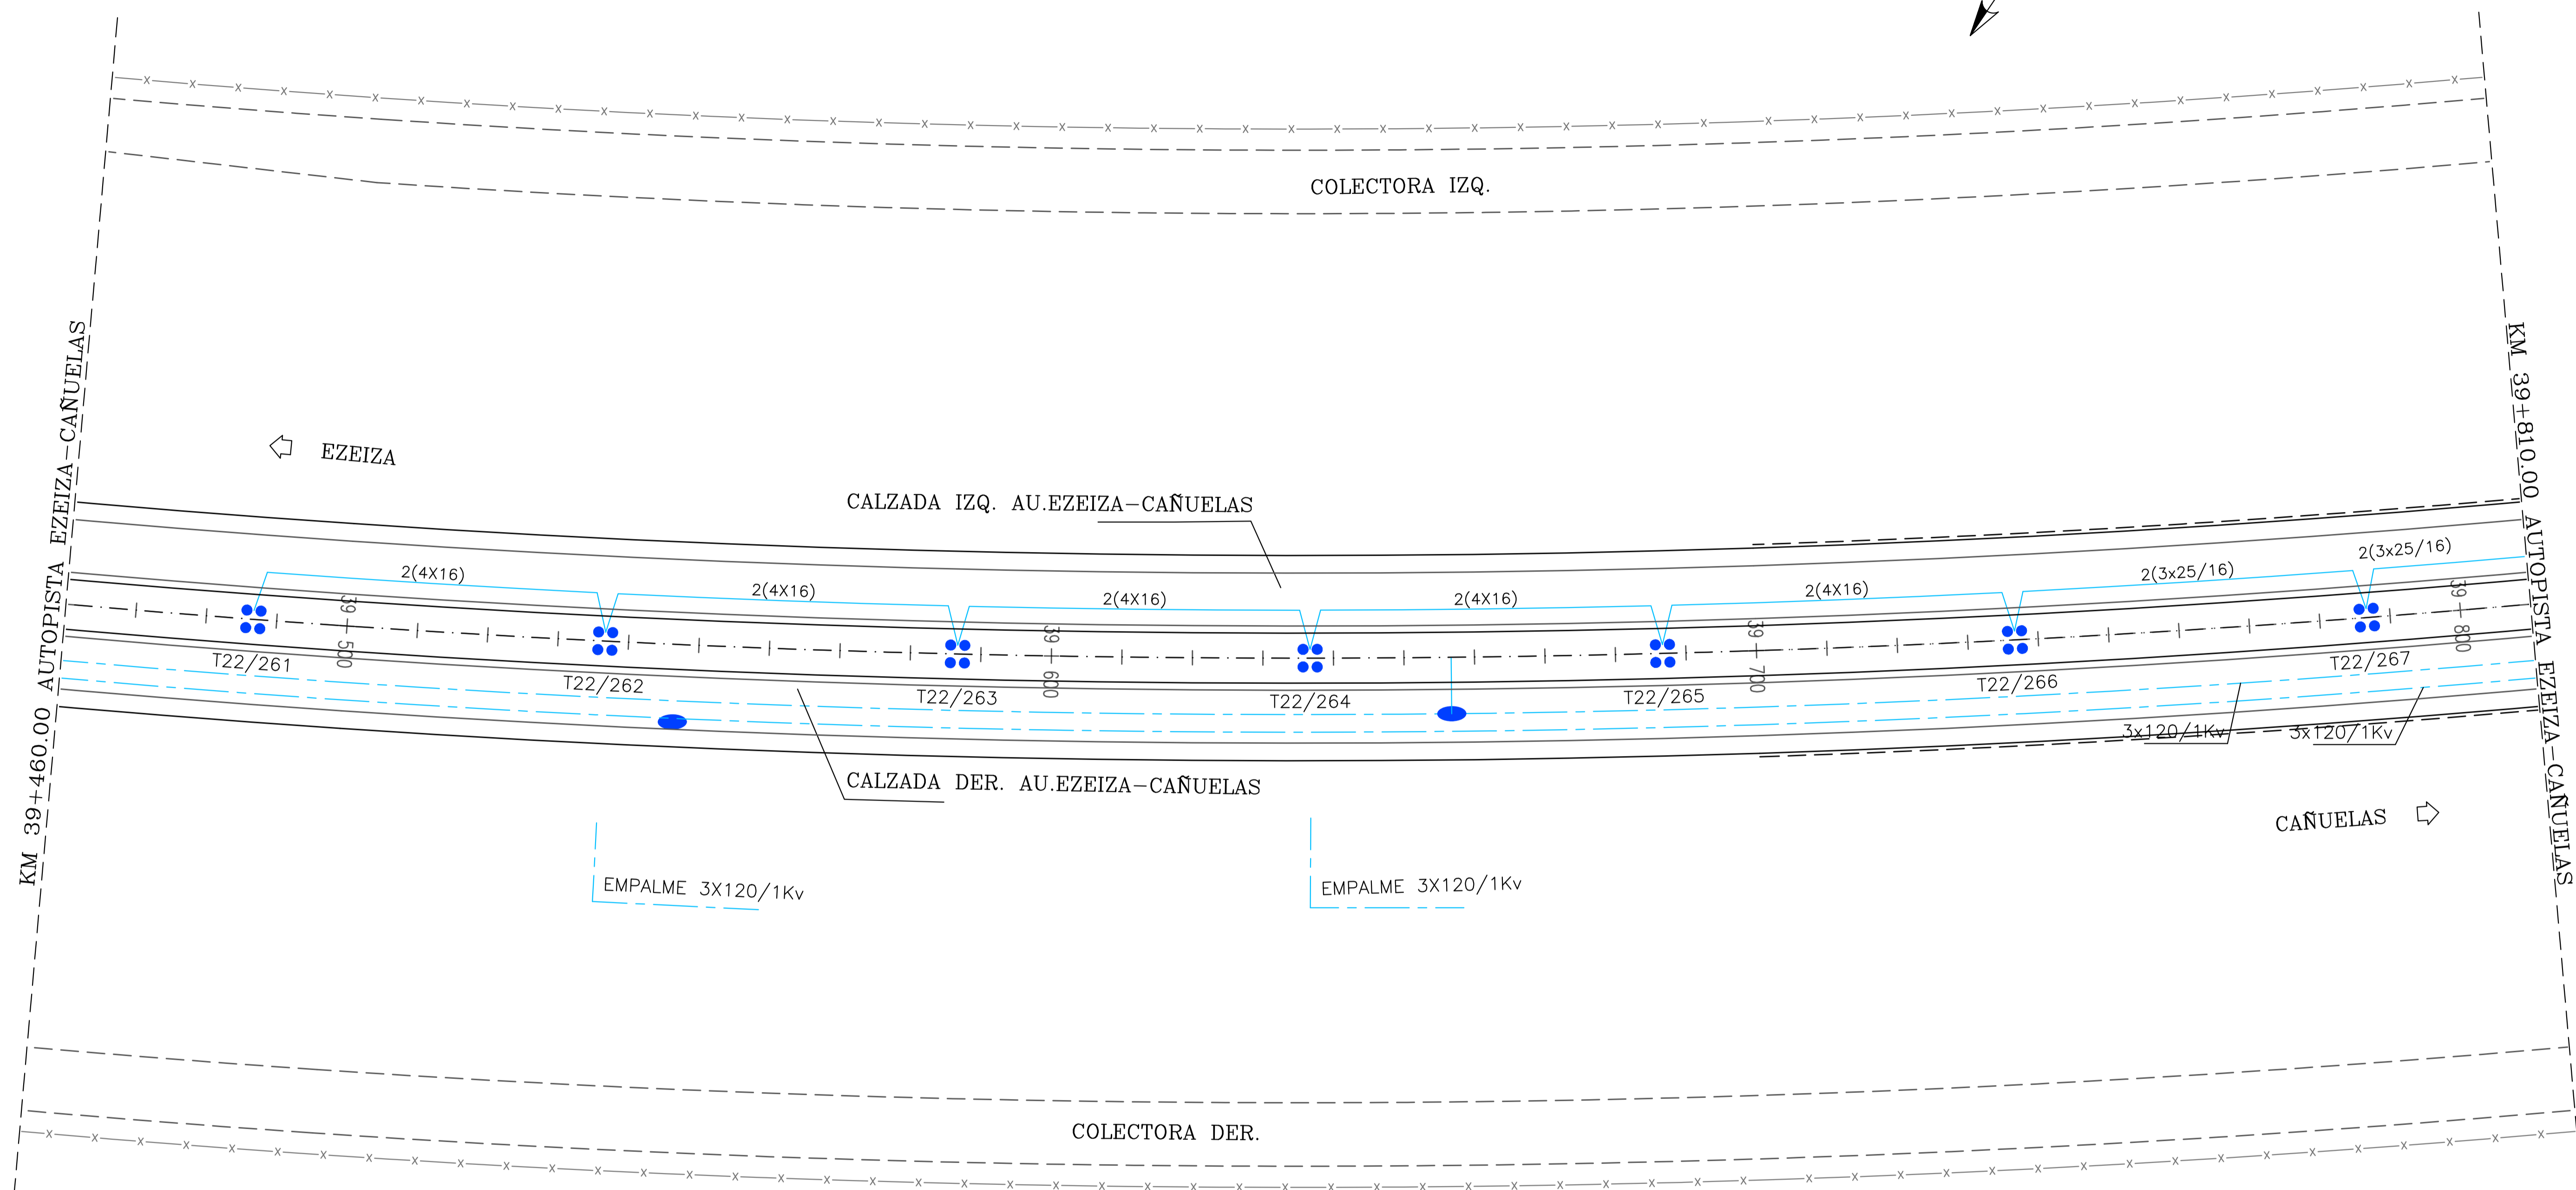 COLECTORA IZQ.
KM 39+460.00 AUTOPISTA EZEIZA-CAÑUELAS
KM 39+810.00 AUTOPISTA EZEIZA-CAÑUELAS
EZEIZA
CALZADA IZQ. AU.EZEIZA-CAÑUELAS
2(4X16)
2(4X16)
2(4X16)
2(4X16)
2(4X16)
2(3x25/16)
2(3x25/16)
39 500
39 600
39 700
39 800
T22/261
T22/262
T22/263
T22/264
T22/265
T22/266
T22/267
3x120/1Kv
3x120/1Kv
CALZADA DER. AU.EZEIZA-CAÑUELAS
CAÑUELAS
EMPALME 3X120/1Kv
EMPALME 3X120/1Kv
COLECTORA DER.